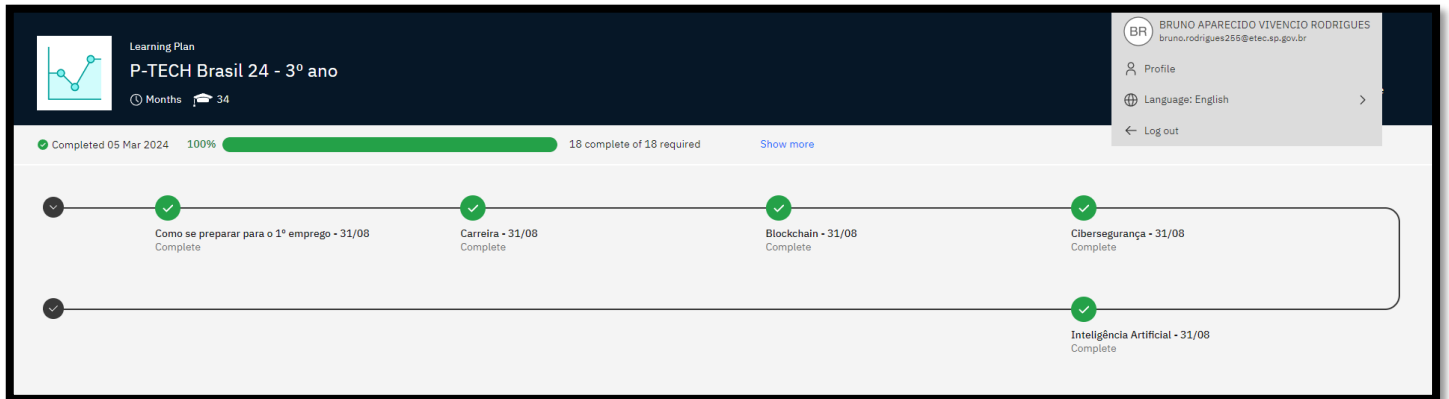 Learning Plan
P-TECH Brasil 24 - 3º ano
Months 34
BR BRUNO APARECIDO VIVENCIO RODRIGUES
bruno.rodrigues255@etec.sp.gov.br
Profile
Language: English
Log out
Completed 05 Mar 2024 100% 18 complete of 18 required Show more
Como se preparar para o 1º emprego - 31/08
Complete
Carreira - 31/08
Complete
Blockchain - 31/08
Complete
Cibersegurança - 31/08
Complete
Inteligência Artificial - 31/08
Complete